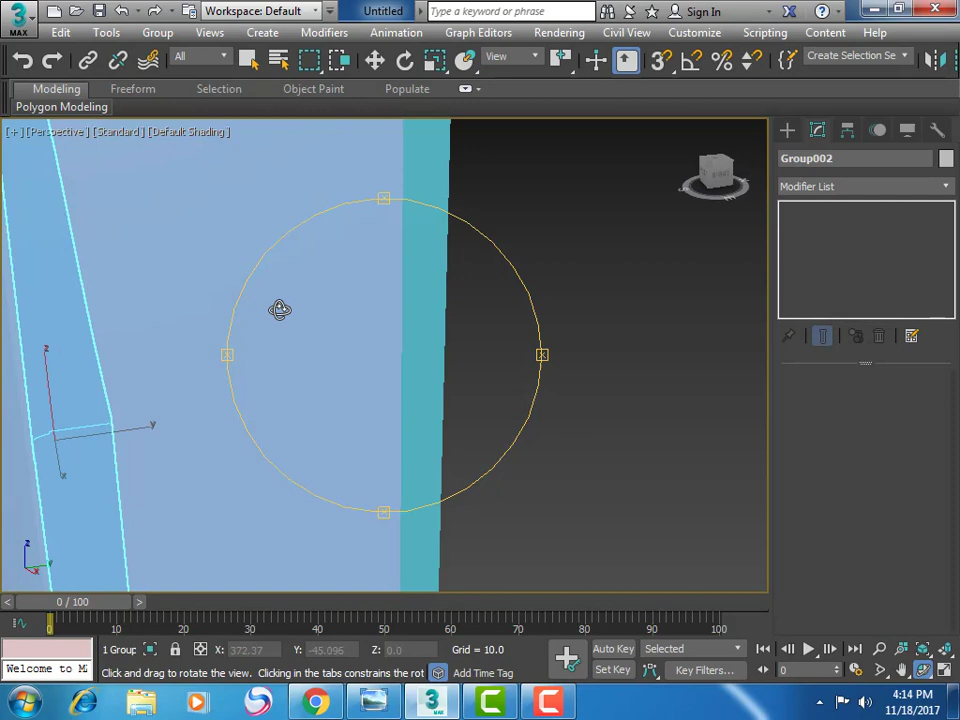 3 MAX Workspace: Default Untitled Type a keyword or phrase Sign In
Edit Tools Group Views Create Modifiers Animation Graph Editors Rendering Civil View Customize Scripting Content Help
All View 3 Create Selection Se
Modeling Freeform Selection Object Paint Populate
Polygon Modeling
[+] [Perspective] [Standard] [Default Shading]
Group002
Modifier List
z
y
x
z
y
x
< 0 / 100 >
0 10 20 30 40 50 60 70 80 90 100
1 Group X: 372.37 Y: -45.096 Z: 0.0 Grid = 10.0 Auto Key Selected
Welcome to M Click and drag to rotate the view. Clicking in the tabs constrains the rot Add Time Tag Set Key Key Filters... 0
4:14 PM
11/18/2017